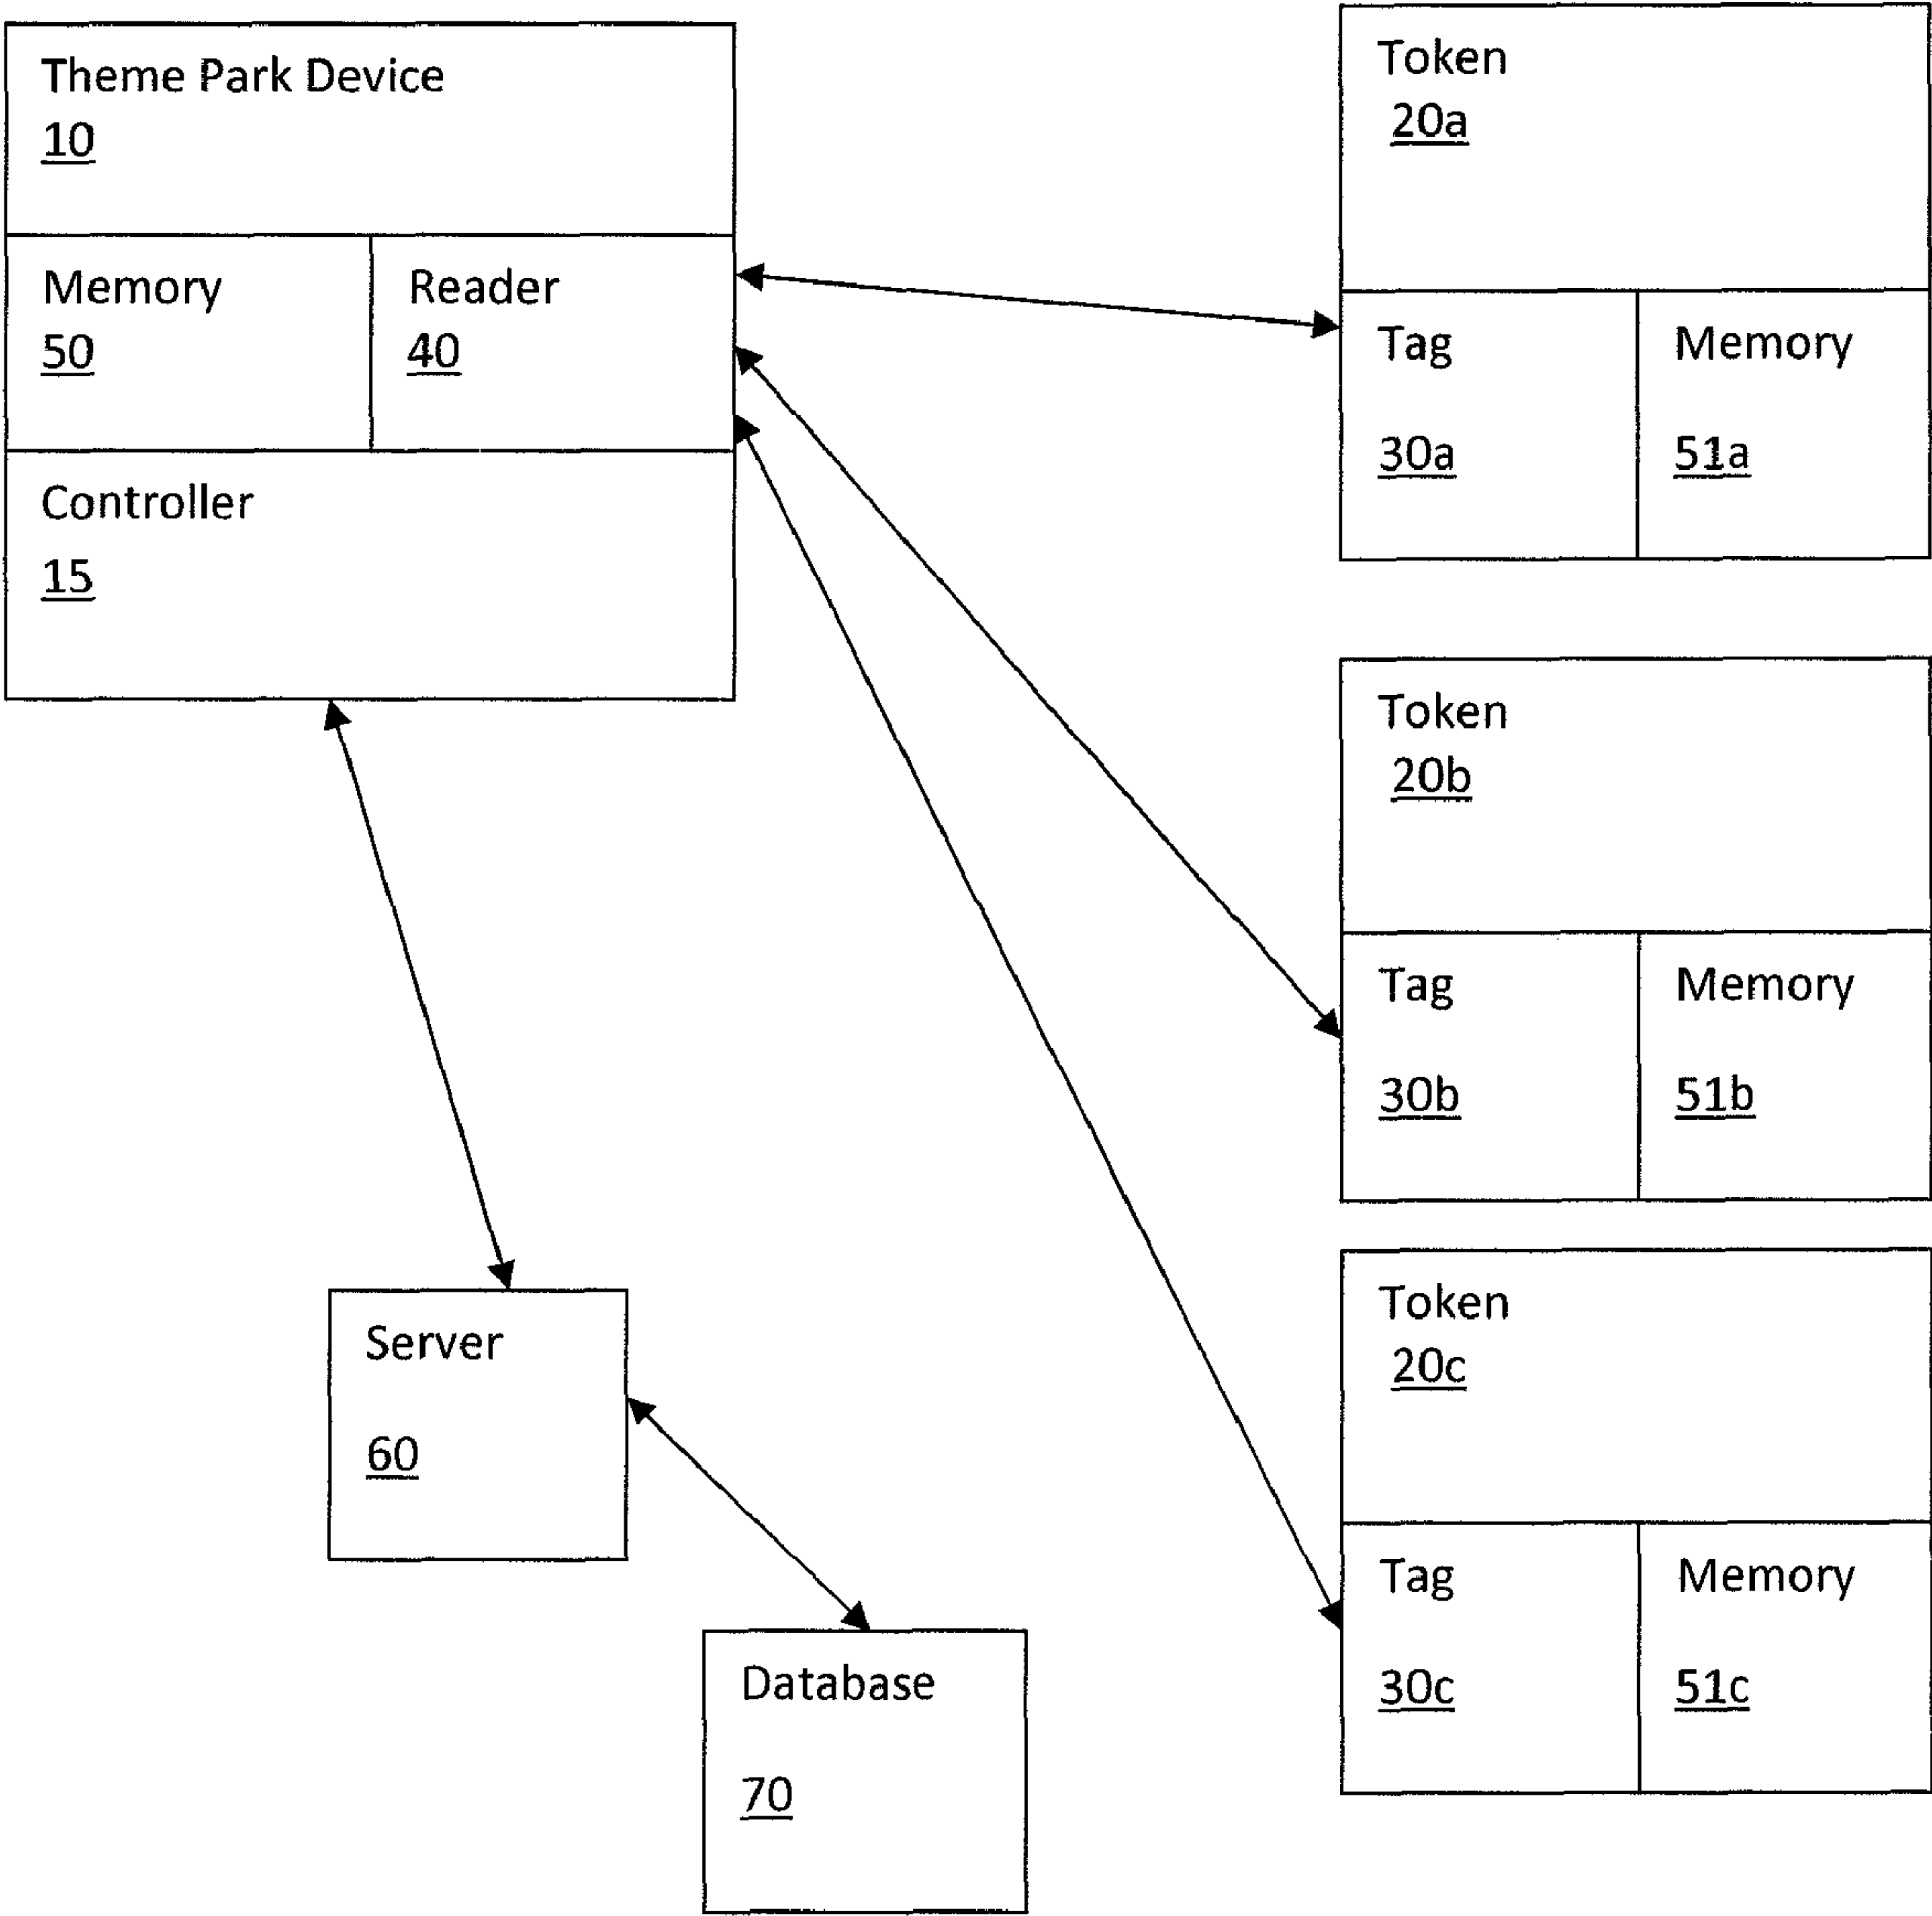 Theme Park Device
10
Memory
50
Reader
40
Controller
15
Token
20a
Tag
30a
Memory
51a
Token
20b
Tag
30b
Memory
51b
Token
20c
Tag
30c
Memory
51c
Server
60
Database
70